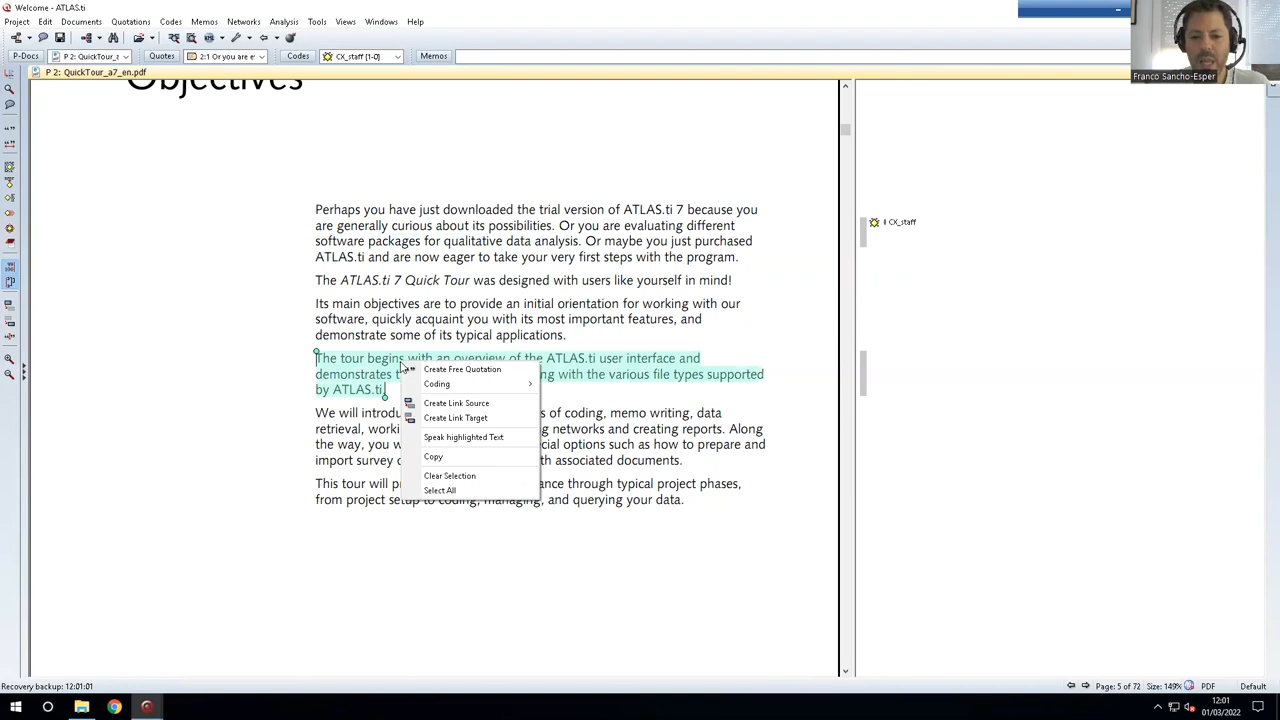 Welcome - ATLAS.ti
Project Edit Documents Quotations Codes Memos Networks Analysis Tools Views Windows Help
P-Docs P 2: QuickTour_a Quotes 2:1 Or you are e Codes CX_staff {1-0} Memos
P 2: QuickTour_a7_en.pdf
Franco Sancho-Esper
Objectives
Perhaps you have just downloaded the trial version of ATLAS.ti 7 because you
are generally curious about its possibilities. Or you are evaluating different
software packages for qualitative data analysis. Or maybe you just purchased
ATLAS.ti and are now eager to take your very first steps with the program.
CX_staff
The ATLAS.ti 7 Quick Tour was designed with users like yourself in mind!
Its main objectives are to provide an initial orientation for working with our
software, quickly acquaint you with its most important features, and
demonstrate some of its typical applications.
The tour begins with an overview of the ATLAS.ti user interface and
demonstrates with the various file types supported
by ATLAS.ti.
Create Free Quotation
Coding
Create Link Source
Create Link Target
Speak highlighted Text
Copy
Clear Selection
Select All
We will of coding, memo writing, data
retrieval, networks and creating reports. Along
the way, you options such as how to prepare and
import survey associated documents.
This tour will through typical project phases,
from project setup to coding, managing, and querying your data.
Recovery backup: 12:01:01
Page: 5 of 72 Size: 149% PDF Default
12:01
01/03/2022